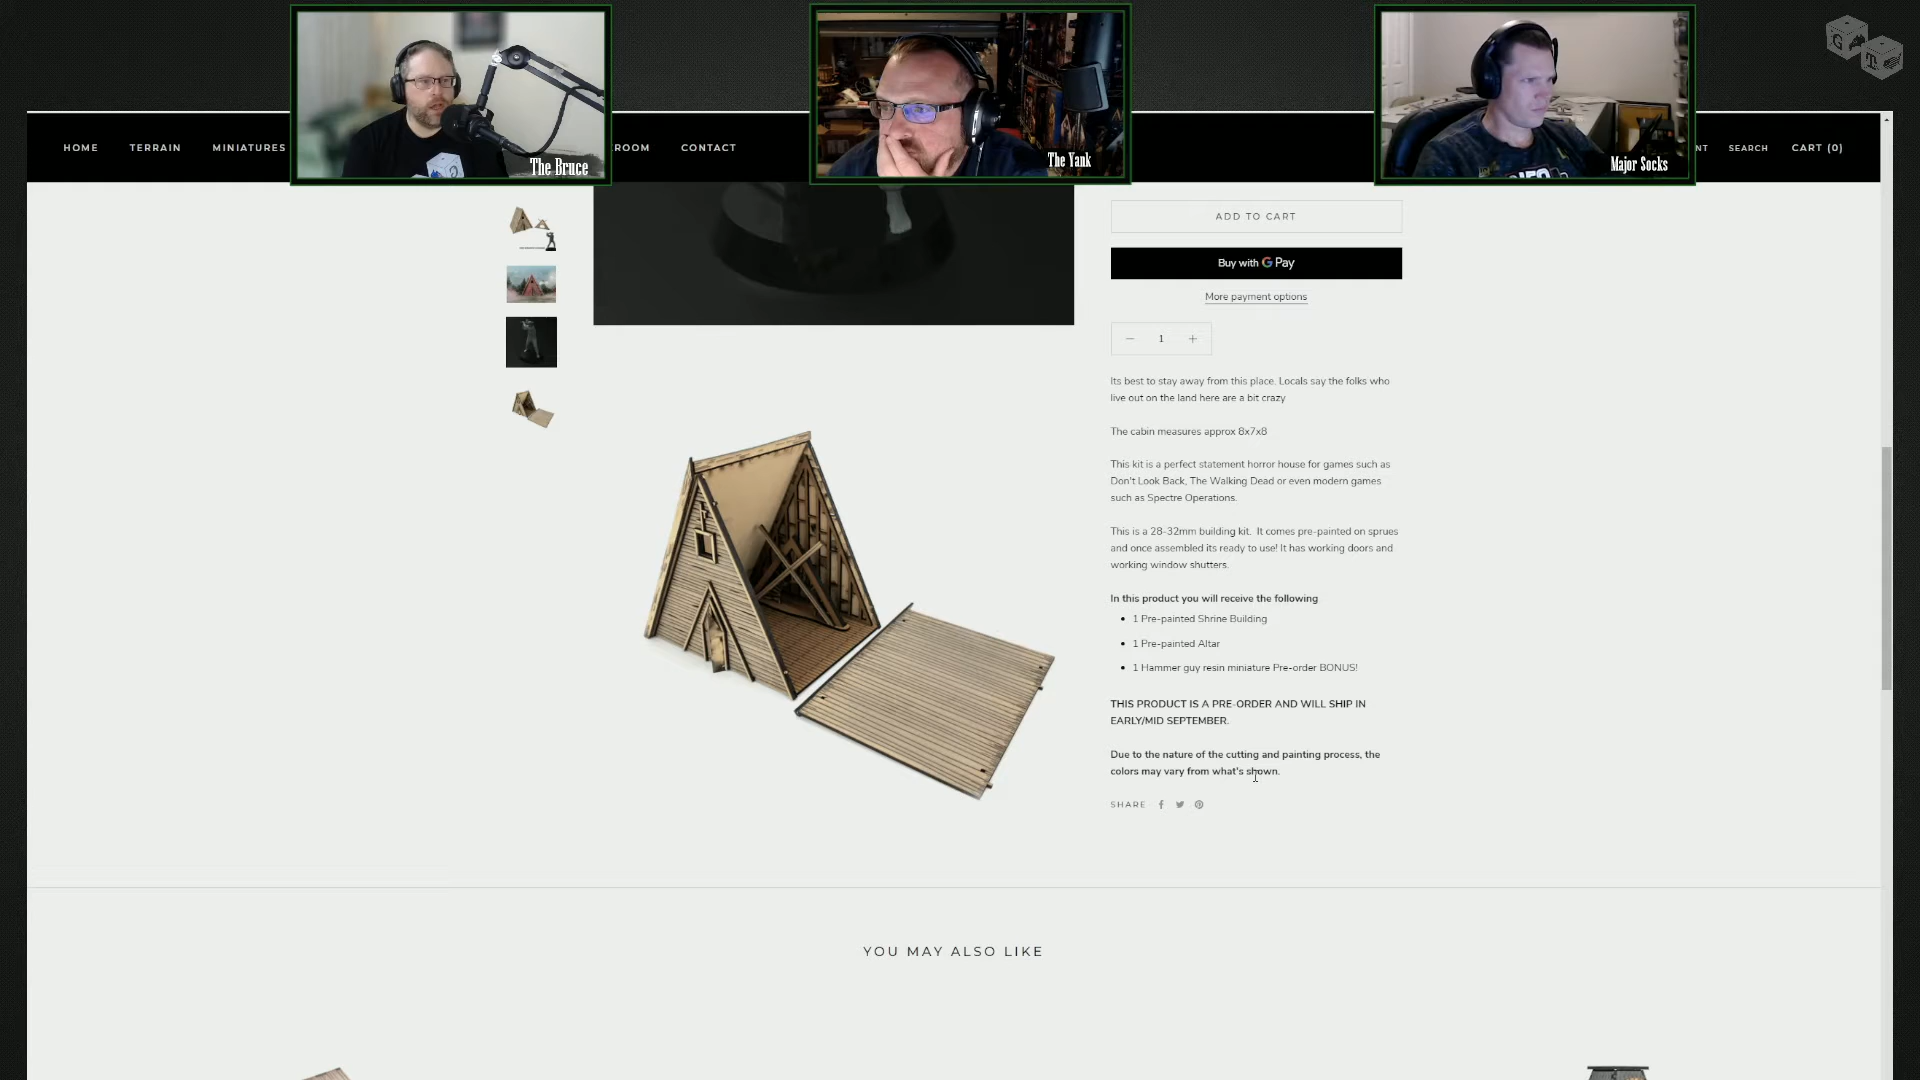 The Bruce
The Yank
Major Socks
G T
HOME TERRAIN MINIATURES ROOM CONTACT NT SEARCH CART (0)
ADD TO CART
Buy with G Pay
More payment options
1
Its best to stay away from this place. Locals say the folks who
live out on the land here are a bit crazy
The cabin measures approx 8x7x8
This kit is a perfect statement horror house for games such as
Don't Look Back, The Walking Dead or even modern games
such as Spectre Operations.
This is a 28-32mm building kit. It comes pre-painted on sprues
and once assembled its ready to use! It has working doors and
working window shutters.
In this product you will receive the following
1 Pre-painted Shrine Building
1 Pre-painted Altar
1 Hammer guy resin miniature Pre-order BONUS!
THIS PRODUCT IS A PRE-ORDER AND WILL SHIP IN
EARLY/MID SEPTEMBER.
Due to the nature of the cutting and painting process, the
colors may vary from what's shown.
SHARE
YOU MAY ALSO LIKE